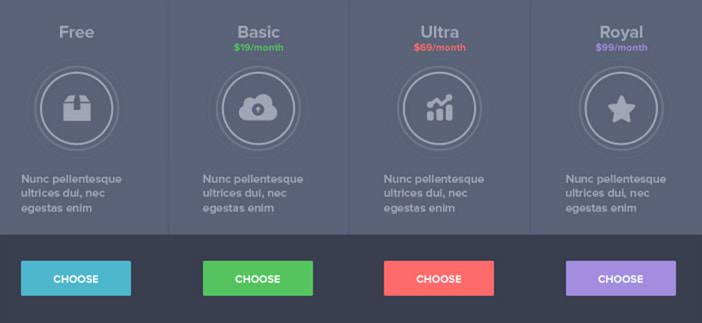 Free
Basic
$19/month
Ultra
$69/month
Royal
$99/month
Nunc pellentesque
ultrices dui, nec
egestas enim
Nunc pellentesque
ultrices dui, nec
egestas enim
Nunc pellentesque
ultrices dui, nec
egestas enim
Nunc pellentesque
ultrices dui, nec
egestas enim
CHOOSE
CHOOSE
CHOOSE
CHOOSE